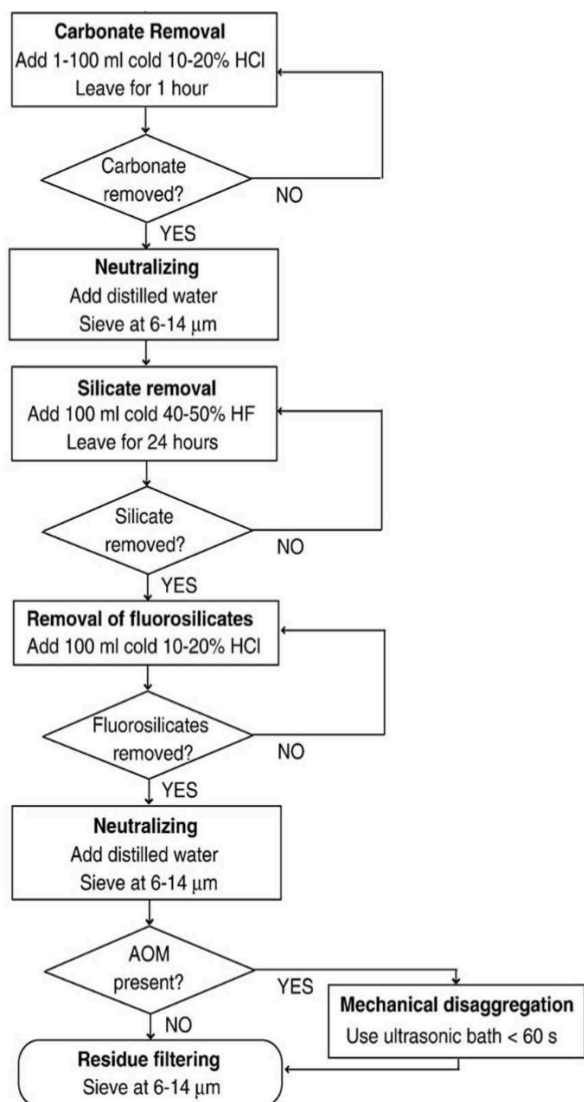 Carbonate Removal
Add 1-100 ml cold 10-20% HCl
Leave for 1 hour
Carbonate
removed?
NO
YES
Neutralizing
Add distilled water
Sieve at 6-14 μm
Silicate removal
Add 100 ml cold 40-50% HF
Leave for 24 hours
Silicate
removed?
NO
YES
Removal of fluorosilicates
Add 100 ml cold 10-20% HCl
Fluorosilicates
removed?
NO
YES
Neutralizing
Add distilled water
Sieve at 6-14 μm
AOM
present?
YES
Mechanical disaggregation
Use ultrasonic bath < 60 s
NO
Residue filtering
Sieve at 6-14 μm